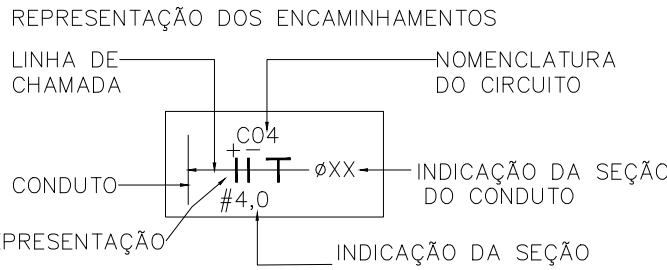 REPRESENTAÇÃO DOS ENCAMINHAMENTOS
LINHA DE
CHAMADA
NOMENCLATURA
DO CIRCUITO
C04
+ -
ØXX
CONDUTO
INDICAÇÃO DA SEÇÃO
DO CONDUTO
#4,0
EPRESENTAÇÃO
INDICAÇÃO DA SEÇÃO